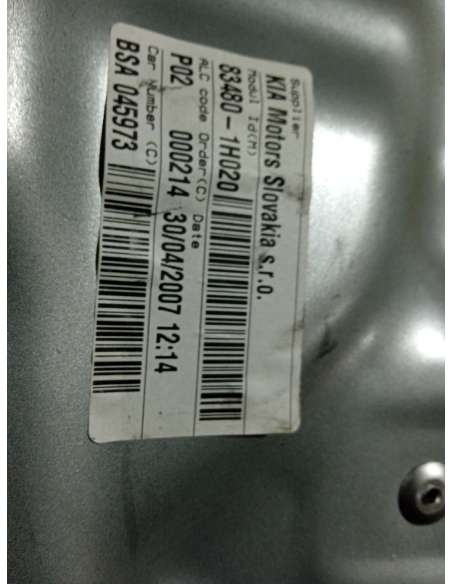 Supplier
KIA Motors Slovakia s.r.o.
Modul Id(M)
83480-1H020
ALC code Order(C) Date
P02 000214 30/04/2007 12:14
Car Number (C)
BSA 045973